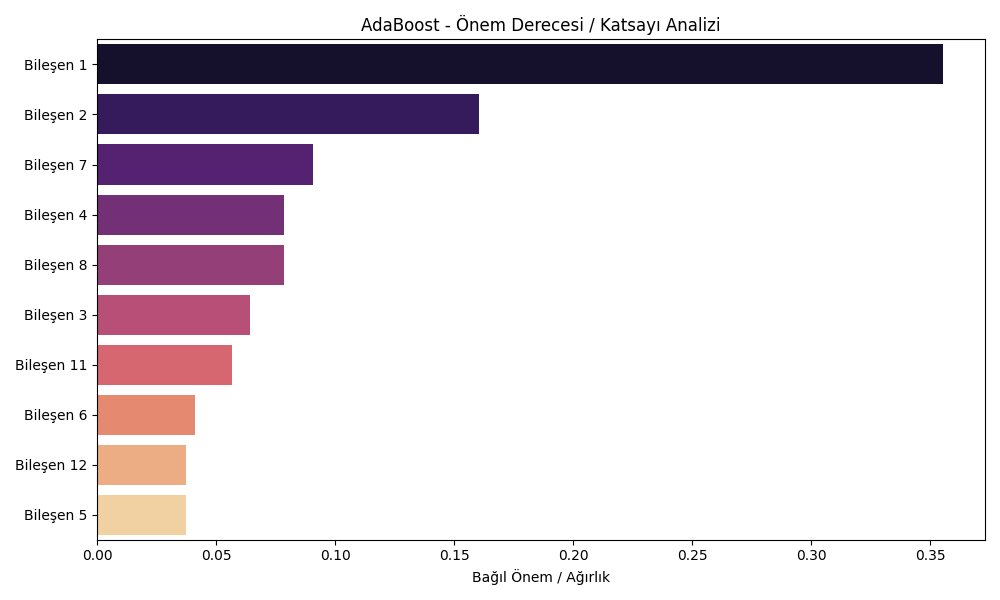 AdaBoost - Önem Derecesi / Katsayı Analizi
Bileşen 1
Bileşen 2
Bileşen 7
Bileşen 4
Bileşen 8
Bileşen 3
Bileşen 11
Bileşen 6
Bileşen 12
Bileşen 5
0.00 0.05 0.10 0.15 0.20 0.25 0.30 0.35
Bağıl Önem / Ağırlık